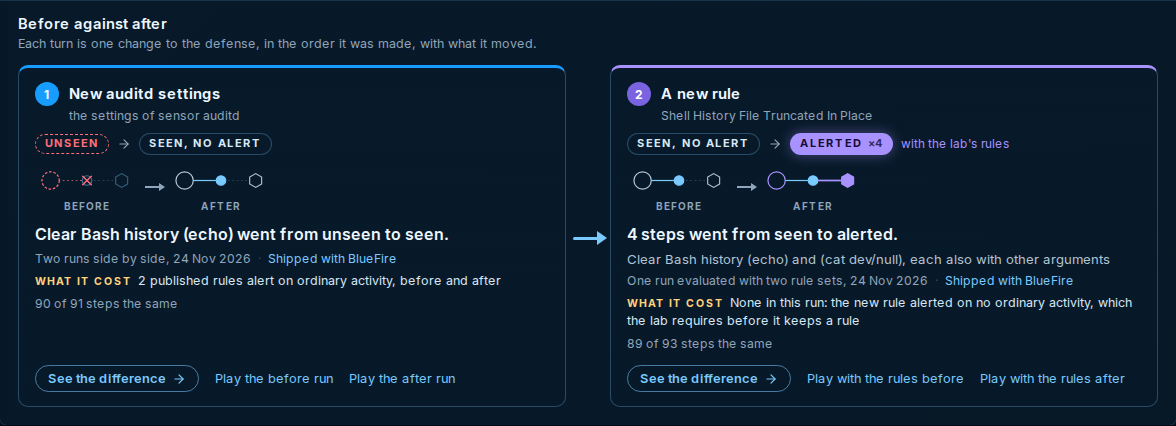 Before against after
Each turn is one change to the defense, in the order it was made, with what it moved.
1 New auditd settings
the settings of sensor auditd
UNSEEN → SEEN, NO ALERT
BEFORE AFTER
Clear Bash history (echo) went from unseen to seen.
Two runs side by side, 24 Nov 2026 · Shipped with BlueFire
WHAT IT COST 2 published rules alert on ordinary activity, before and after
90 of 91 steps the same
See the difference → Play the before run Play the after run
2 A new rule
Shell History File Truncated In Place
SEEN, NO ALERT → ALERTED ×4 with the lab's rules
BEFORE AFTER
4 steps went from seen to alerted.
Clear Bash history (echo) and (cat dev/null), each also with other arguments
One run evaluated with two rule sets, 24 Nov 2026 · Shipped with BlueFire
WHAT IT COST None in this run: the new rule alerted on no ordinary activity, which
the lab requires before it keeps a rule
89 of 93 steps the same
See the difference → Play with the rules before Play with the rules after